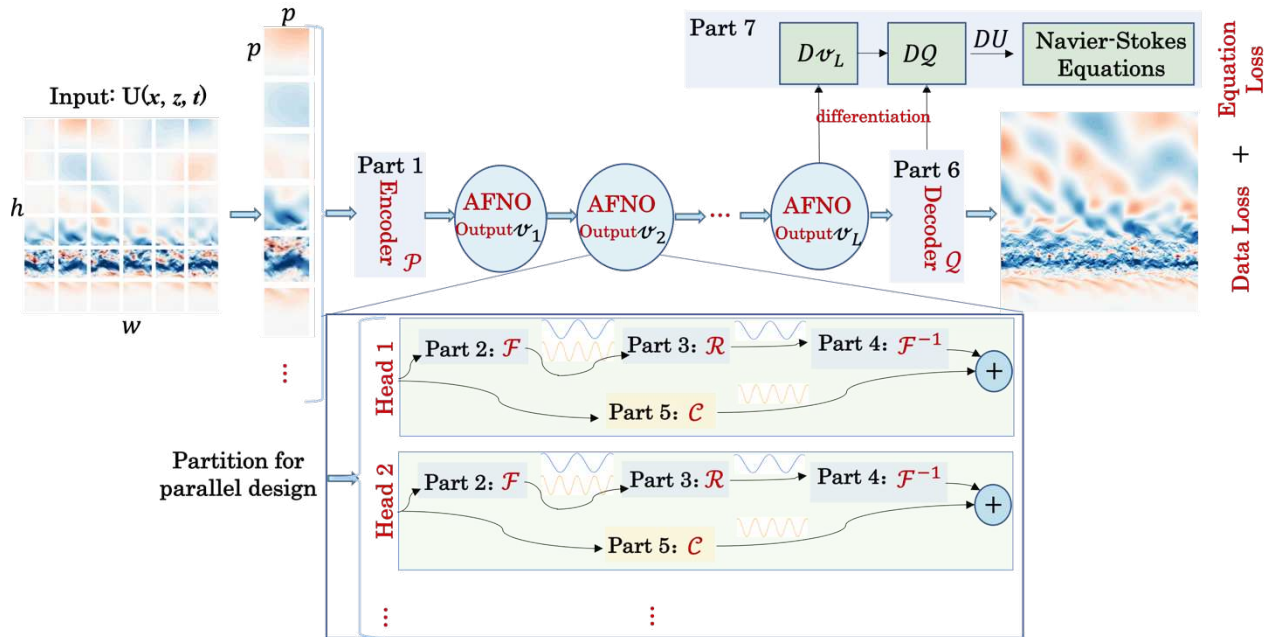 p
p
Input: U(x, z, t)
h
w
⋮
Part 1
Encoder 𝒫
AFNO
Output 𝓋₁
AFNO
Output 𝓋₂
⋯
AFNO
Output 𝓋_L
Part 6
Decoder 𝒬
Part 7
D𝓋_L
D𝒬
DU
Navier-Stokes
Equations
differentiation
Data Loss + Equation
Loss
Partition for
parallel design
Head 1
Part 2: ℱ
Part 3: ℛ
Part 4: ℱ⁻¹
Part 5: 𝒞
+
Head 2
Part 2: ℱ
Part 3: ℛ
Part 4: ℱ⁻¹
Part 5: 𝒞
+
⋮
⋮